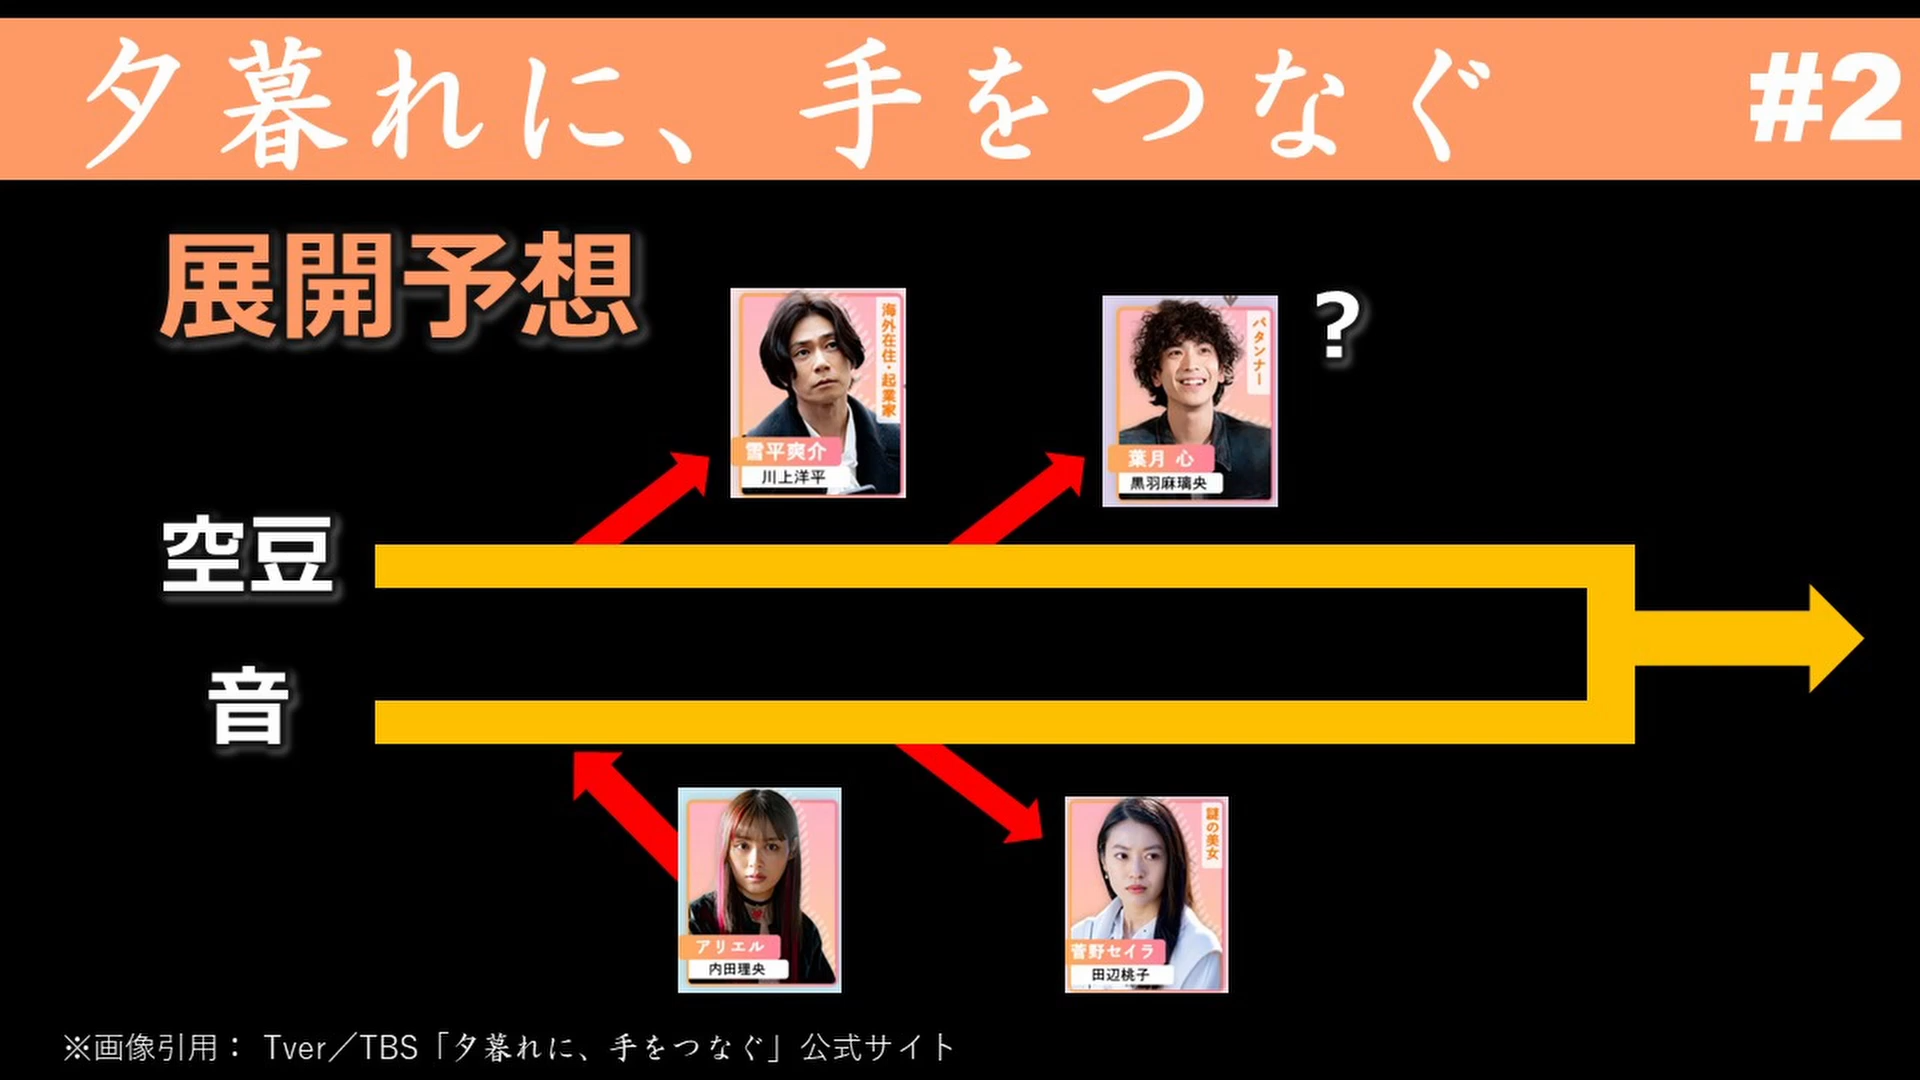 夕暮れに、手をつなぐ #2
展開予想
海外在住・起業家
雪平爽介
川上洋平
パタンナー
葉月 心
黒羽麻璃央
?
空豆
音
アリエル
内田理央
謎の美女
菅野セイラ
田辺桃子
※画像引用： Tver／TBS「夕暮れに、手をつなぐ」公式サイト